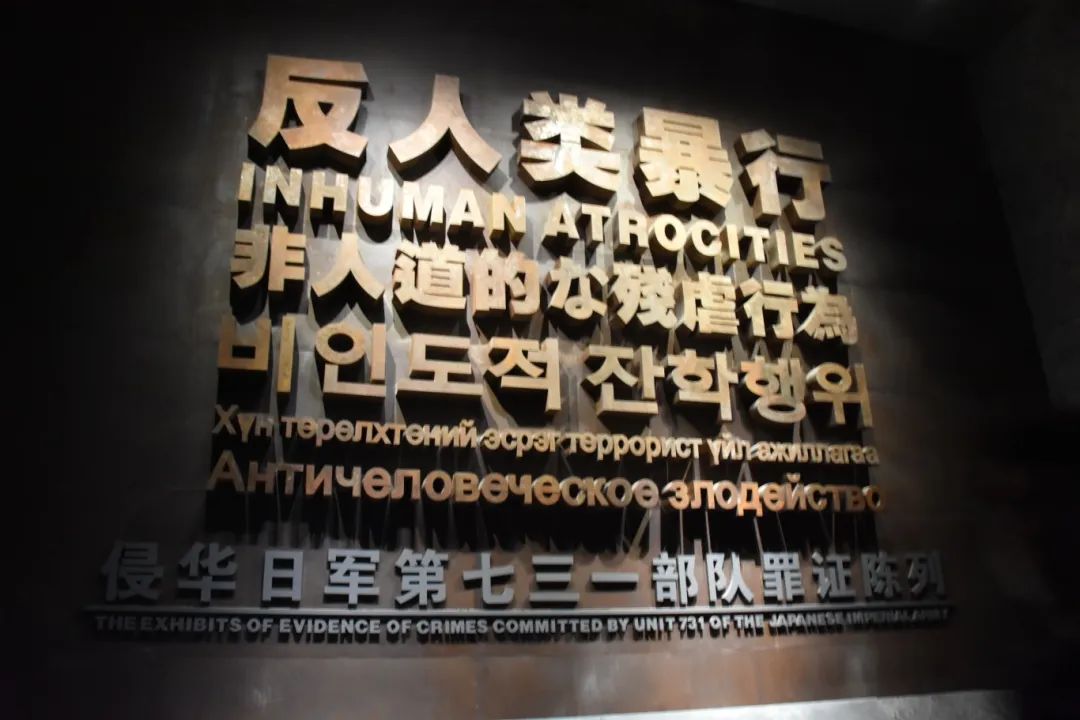 反人类暴行
INHUMAN ATROCITIES
非人道的な残虐行為
비인도적 잔학행위
Хүн төрөлхтөний эсрэг террорист үйл ажиллагаа
Античеловеческое злодейство
侵华日军第七三一部队罪证陈列
THE EXHIBITS OF EVIDENCE OF CRIMES COMMITTED BY UNIT 731 OF THE JAPANESE IMPERIAL ARMY